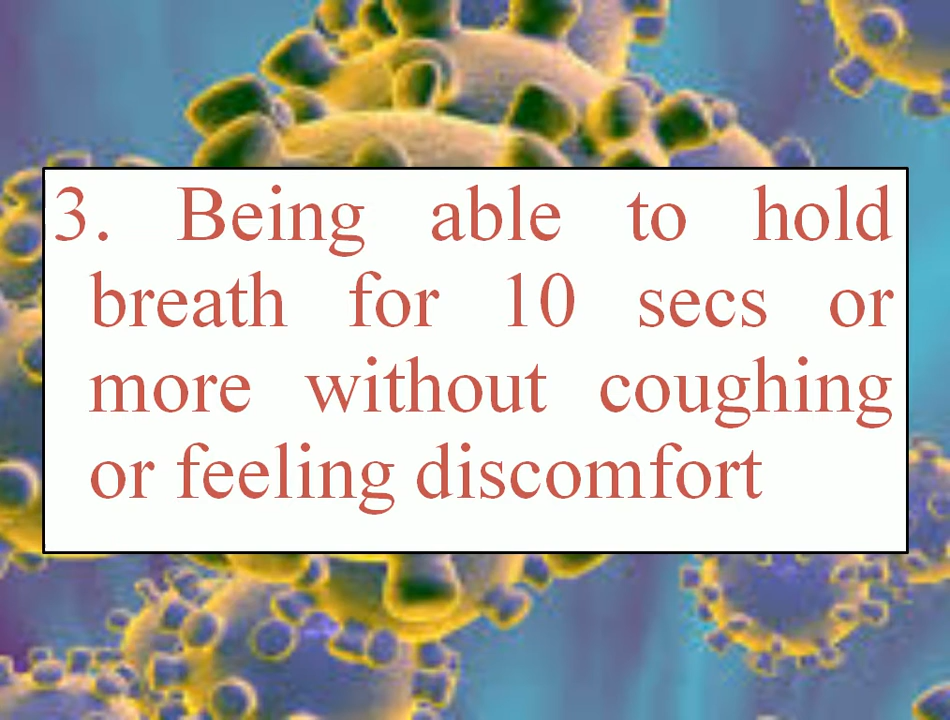 3. Being able to hold
breath for 10 secs or
more without coughing
or feeling discomfort